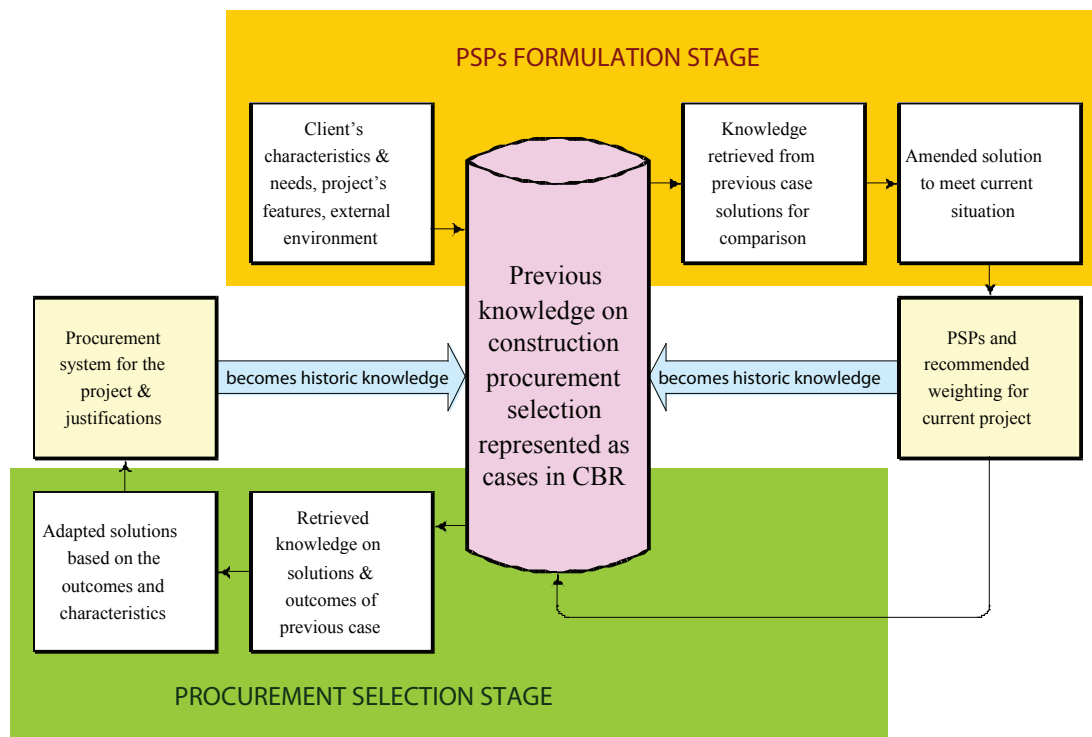 PSPs FORMULATION STAGE
Client's
characteristics &
needs, project's
features, external
environment
Knowledge
retrieved from
previous case
solutions for
comparison
Amended solution
to meet current
situation
Previous
knowledge on
construction
procurement
selection
represented as
cases in CBR
Procurement
system for the
project &
justifications
becomes historic knowledge
becomes historic knowledge
PSPs and
recommended
weighting for
current project
Adapted solutions
based on the
outcomes and
characteristics
Retrieved
knowledge on
solutions &
outcomes of
previous case
PROCUREMENT SELECTION STAGE